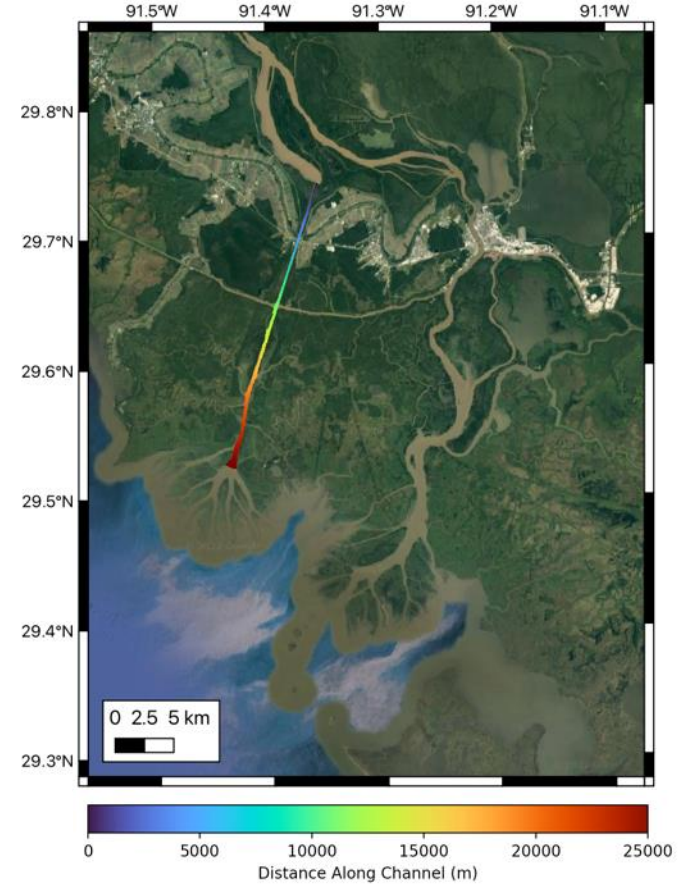 91.5°W 91.4°W 91.3°W 91.2°W 91.1°W
29.8°N
29.7°N
29.6°N
29.5°N
29.4°N
29.3°N
0 2.5 5 km
0 5000 10000 15000 20000 25000
Distance Along Channel (m)